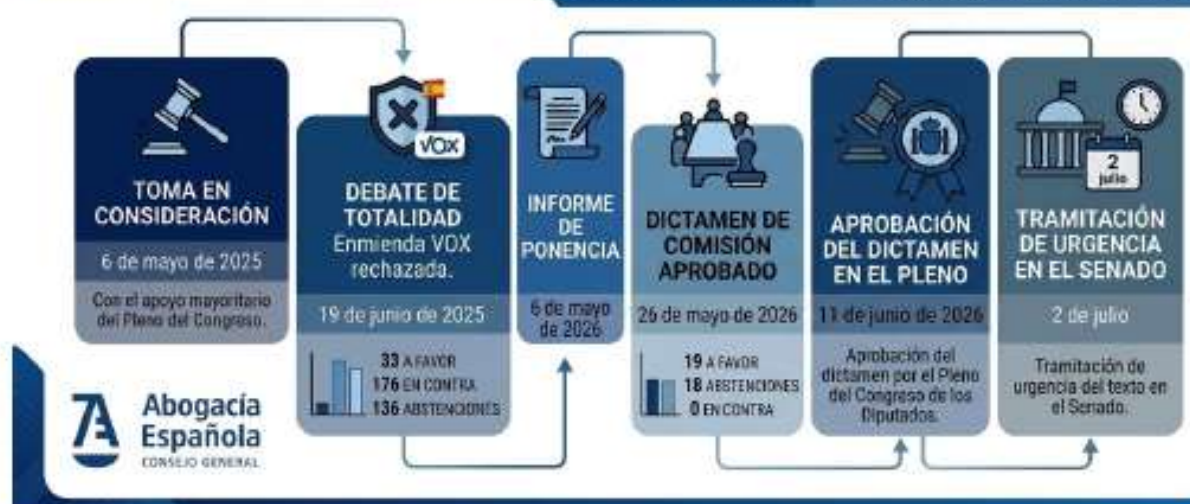 TOMA EN
CONSIDERACIÓN
6 de mayo de 2025
Con el apoyo mayoritario
del Pleno del Congreso.
VOX
DEBATE DE
TOTALIDAD
Enmienda VOX
rechazada.
19 de junio de 2025
33 A FAVOR
176 EN CONTRA
136 ABSTENCIONES
INFORME
DE
PONENCIA
6 de mayo
de 2026
DICTAMEN DE
COMISIÓN
APROBADO
26 de mayo de 2026
19 A FAVOR
18 ABSTENCIONES
0 EN CONTRA
APROBACIÓN
DEL DICTAMEN
EN EL PLENO
11 de junio de 2026
Aprobación del
dictamen por el Pleno
del Congreso de los
Diputados.
2
julio
TRAMITACIÓN
DE URGENCIA
EN EL SENADO
2 de julio
Tramitación de
urgencia del texto en
el Senado.
Abogacía
Española
CONSEJO GENERAL